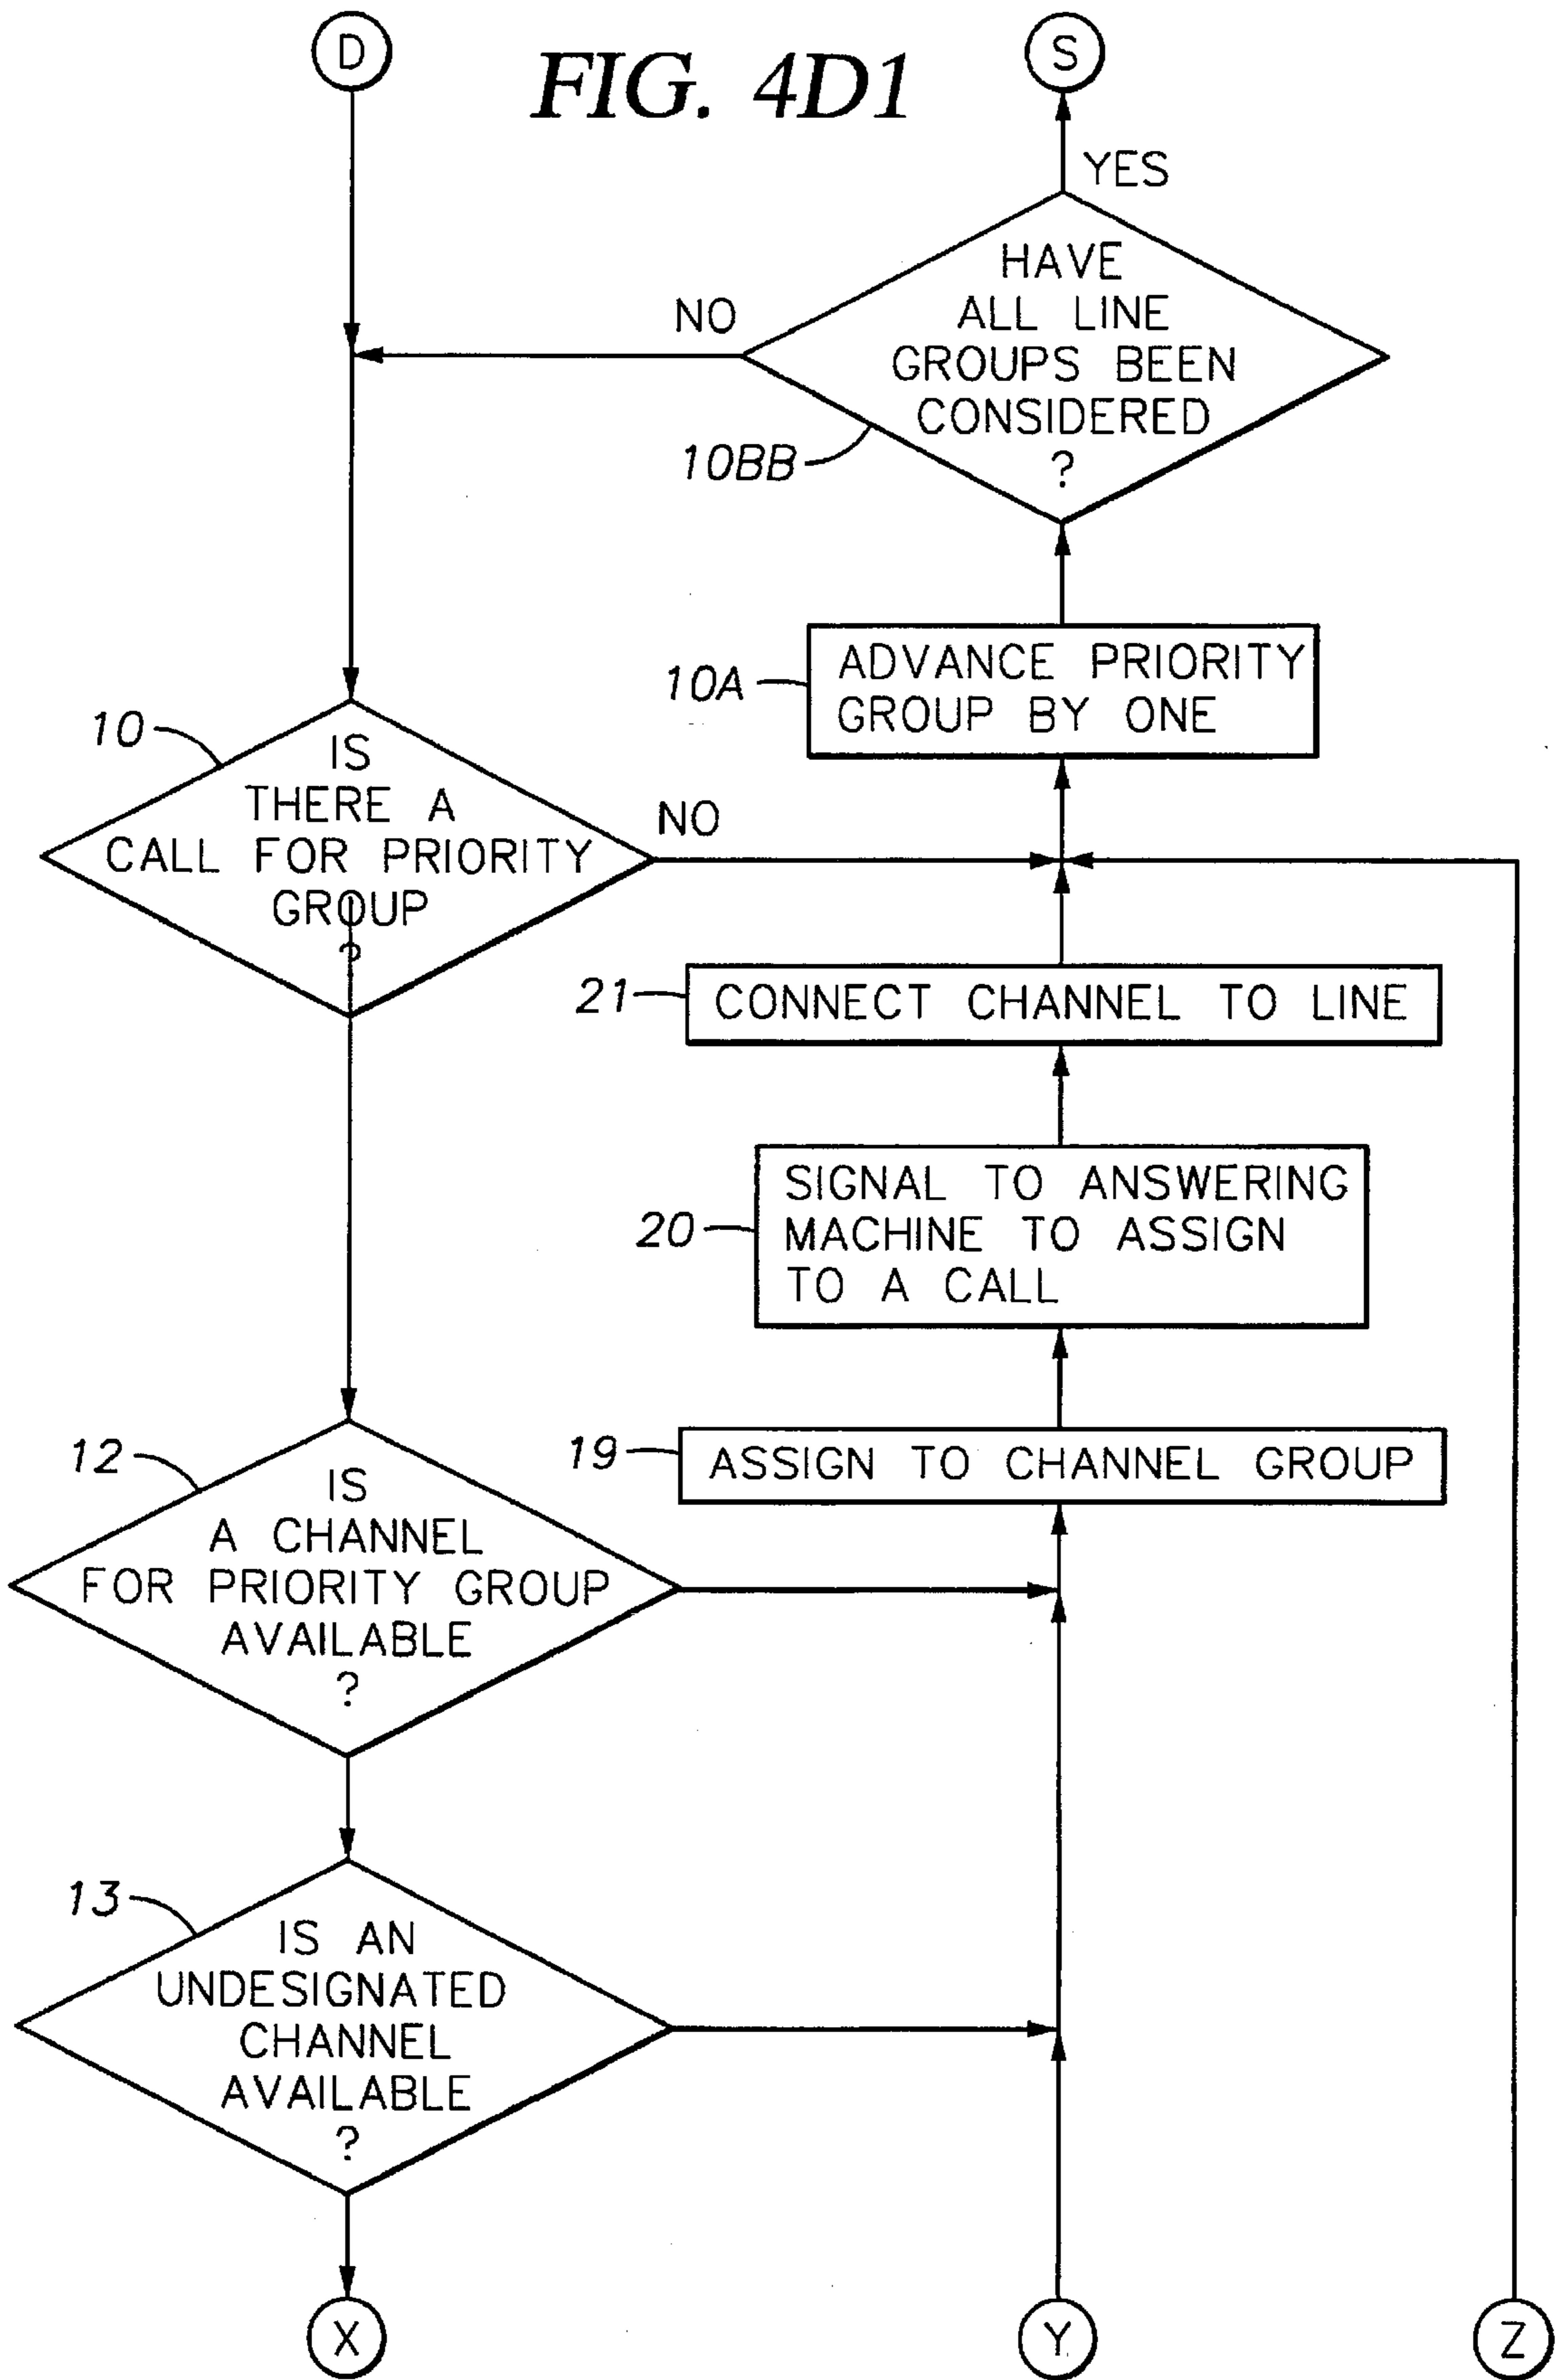 D
FIG. 4D1
S
YES
HAVE
ALL LINE
GROUPS BEEN
CONSIDERED
?
NO
10BB
10A
ADVANCE PRIORITY
GROUP BY ONE
10
IS
THERE A
CALL FOR PRIORITY
GROUP
?
NO
21
CONNECT CHANNEL TO LINE
20
SIGNAL TO ANSWERING
MACHINE TO ASSIGN
TO A CALL
12
IS
A CHANNEL
FOR PRIORITY GROUP
AVAILABLE
?
19
ASSIGN TO CHANNEL GROUP
13
IS AN
UNDESIGNATED
CHANNEL
AVAILABLE
?
X
Y
Z